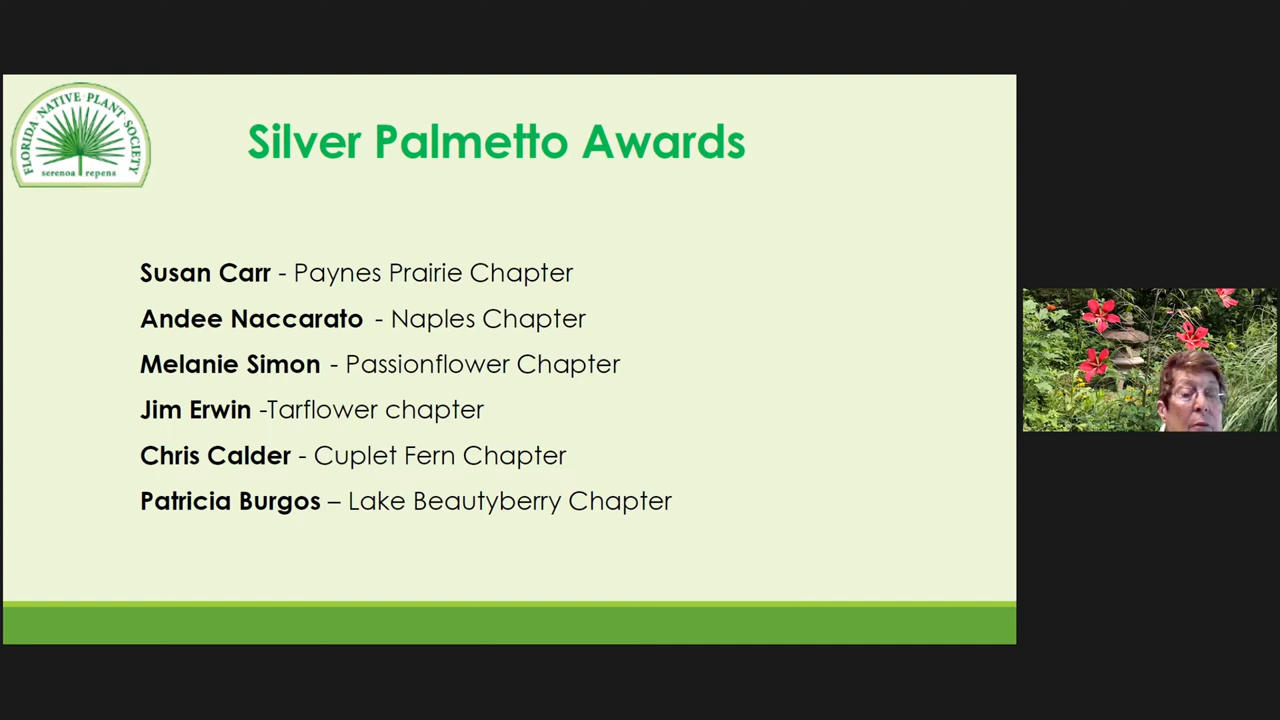 FLORIDA NATIVE PLANT SOCIETY
serenoa repens
Silver Palmetto Awards
Susan Carr - Paynes Prairie Chapter
Andee Naccarato - Naples Chapter
Melanie Simon - Passionflower Chapter
Jim Erwin -Tarflower chapter
Chris Calder - Cuplet Fern Chapter
Patricia Burgos – Lake Beautyberry Chapter